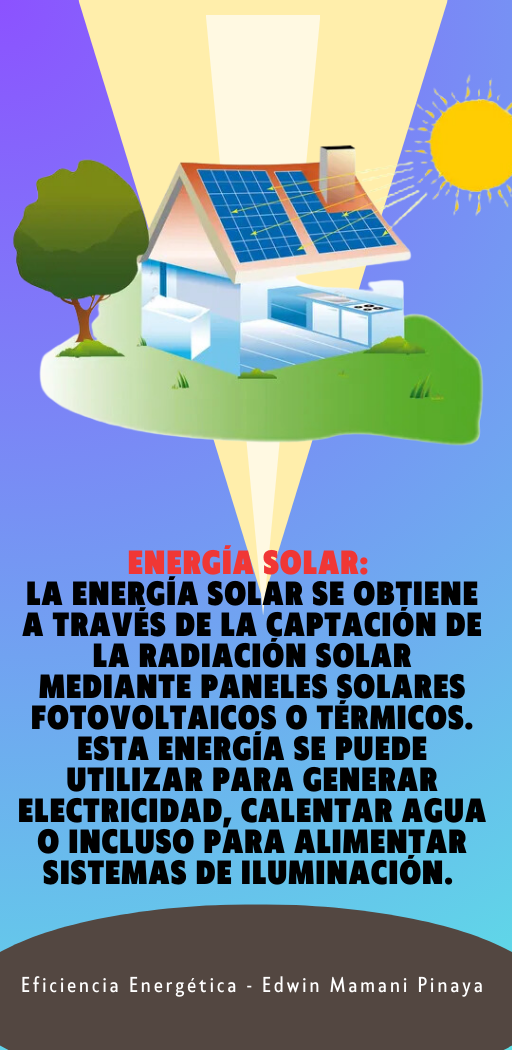 ENERGÍA SOLAR:
LA ENERGÍA SOLAR SE OBTIENE
A TRAVÉS DE LA CAPTACIÓN DE
LA RADIACIÓN SOLAR
MEDIANTE PANELES SOLARES
FOTOVOLTAICOS O TÉRMICOS.
ESTA ENERGÍA SE PUEDE
UTILIZAR PARA GENERAR
ELECTRICIDAD, CALENTAR AGUA
O INCLUSO PARA ALIMENTAR
SISTEMAS DE ILUMINACIÓN.
Eficiencia Energética - Edwin Mamani Pinaya